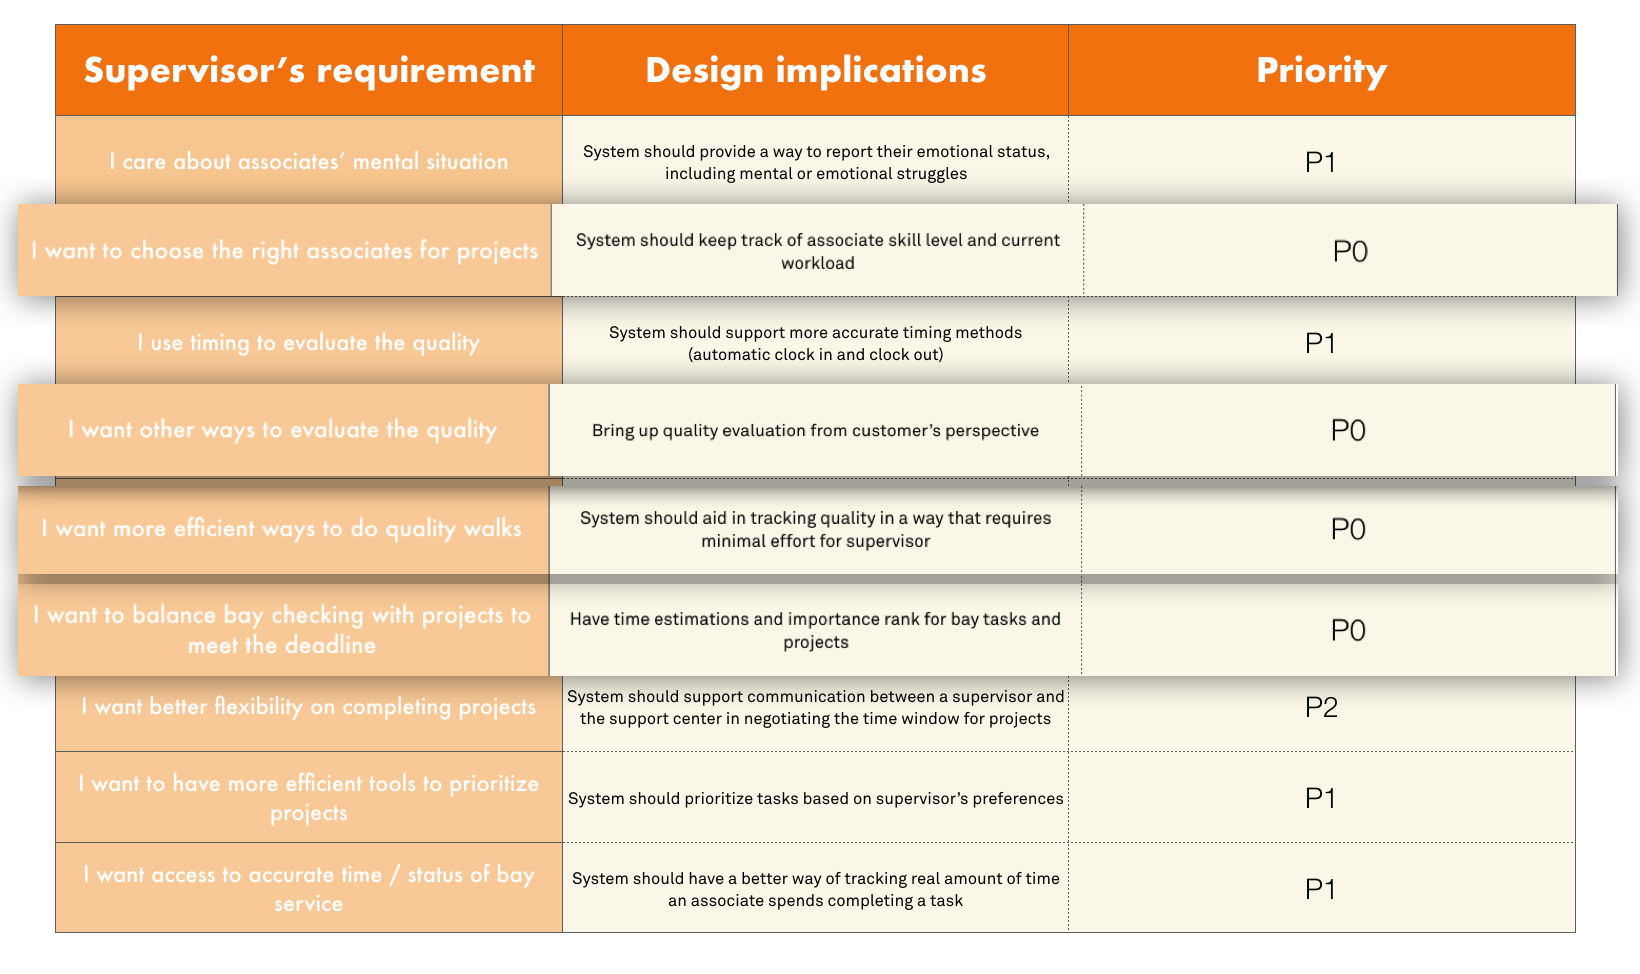 Supervisor’s requirement
Design implications
Priority
I care about associates’ mental situation
System should provide a way to report their emotional status,
including mental or emotional struggles
P1
I want to choose the right associates for projects
System should keep track of associate skill level and current
workload
P0
I use timing to evaluate the quality
System should support more accurate timing methods
(automatic clock in and clock out)
P1
I want other ways to evaluate the quality
Bring up quality evaluation from customer’s perspective
P0
I want more efficient ways to do quality walks
System should aid in tracking quality in a way that requires
minimal effort for supervisor
P0
I want to balance bay checking with projects to
meet the deadline
Have time estimations and importance rank for bay tasks and
projects
P0
I want better flexibility on completing projects
System should support communication between a supervisor and
the support center in negotiating the time window for projects
P2
I want to have more efficient tools to prioritize
projects
System should prioritize tasks based on supervisor’s preferences
P1
I want access to accurate time / status of bay
service
System should have a better way of tracking real amount of time
an associate spends completing a task
P1